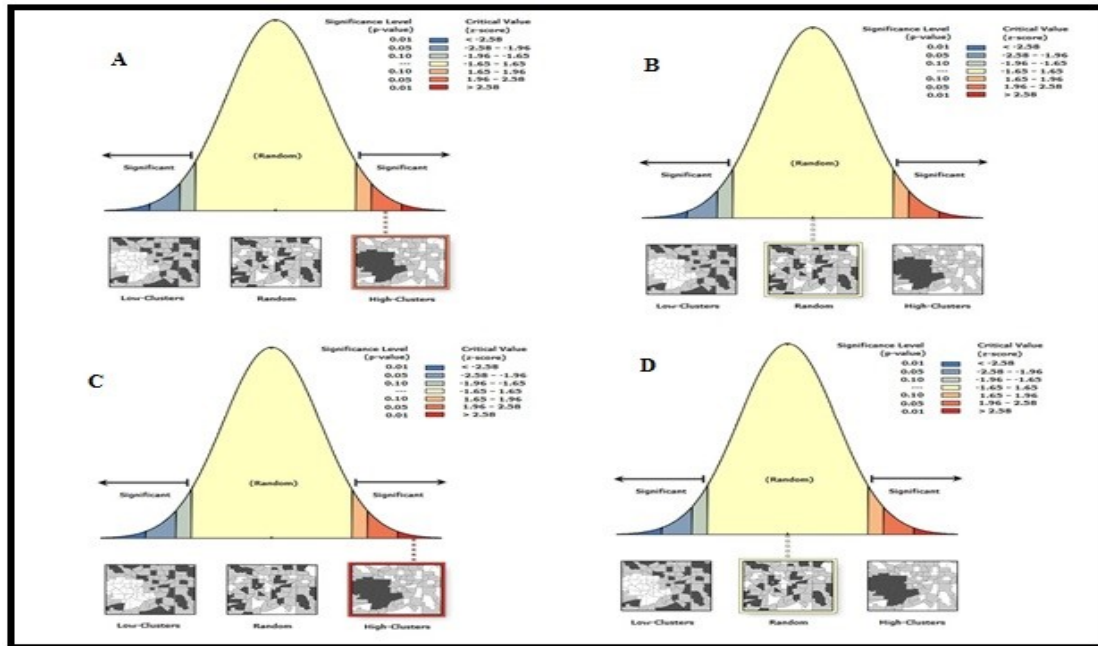 A
Significance Level Critical Value
(p-value) (z-score)
0.01 < -2.58
0.05 -2.58 – -1.96
0.10 -1.96 – -1.65
--- -1.65 – 1.65
0.10 1.65 – 1.96
0.05 1.96 – 2.58
0.01 > 2.58
Significant (Random) Significant
Low-Clusters Random High-Clusters
B
Significance Level Critical Value
(p-value) (z-score)
0.01 < -2.58
0.05 -2.58 – -1.96
0.10 -1.96 – -1.65
--- -1.65 – 1.65
0.10 1.65 – 1.96
0.05 1.96 – 2.58
0.01 > 2.58
Significant (Random) Significant
Low-Clusters Random High-Clusters
C
Significance Level Critical Value
(p-value) (z-score)
0.01 < -2.58
0.05 -2.58 – -1.96
0.10 -1.96 – -1.65
--- -1.65 – 1.65
0.10 1.65 – 1.96
0.05 1.96 – 2.58
0.01 > 2.58
Significant (Random) Significant
Low-Clusters Random High-Clusters
D
Significance Level Critical Value
(p-value) (z-score)
0.01 < -2.58
0.05 -2.58 – -1.96
0.10 -1.96 – -1.65
--- -1.65 – 1.65
0.10 1.65 – 1.96
0.05 1.96 – 2.58
0.01 > 2.58
Significant (Random) Significant
Low-Clusters Random High-Clusters